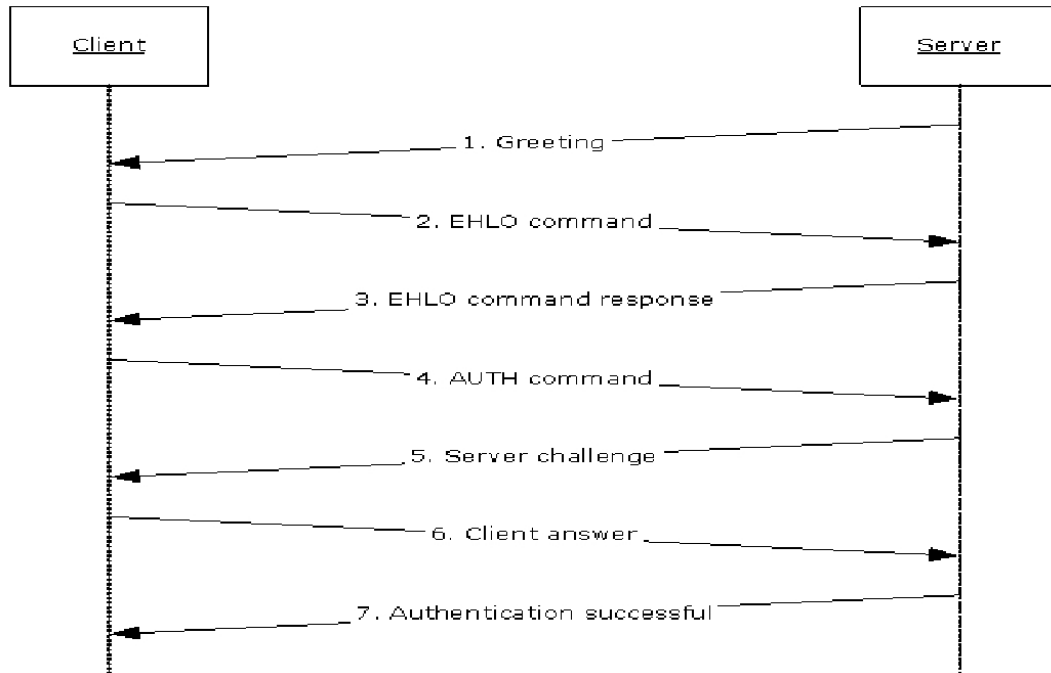 Client
Server
1. Greeting
2. EHLO command
3. EHLO command response
4. AUTH command
5. Server challenge
6. Client answer
7. Authentication successful